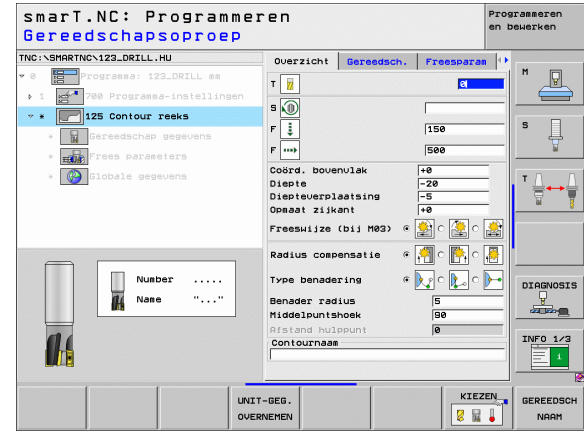 smarT.NC: Programmeren
Gereedschapsoproep
Programmeren
en bewerken
TNC:\SMARTNC\123_DRILL.HU
0 Programma: 123_DRILL mm
1 700 Programma-instellingen
* 125 Contour reeks
* Gereedschap gegevens
* Frees parameters
* Globale gegevens
Number .....
Name "..."
Overzicht Gereedsch. Freesparam
T 0
S
F 150
F 500
Coörd. bovenvlak +0
Diepte -20
Diepteverplaatsing -5
Opmaat zijkant +0
Freeswijze (bij M03)
Radius compensatie
Type benadering
Benader radius 5
Middelpuntshoek 90
Afstand hulppunt 0
Contournaam
M
S
T
DIAGNOSIS
INFO 1/3
UNIT-GEG.
OVERNEMEN
KIEZEN
GEREEDSCH
NAAM